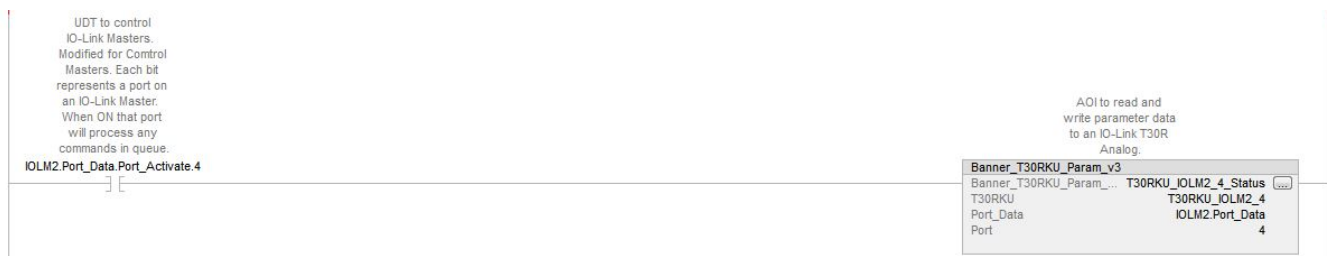 UDT to control
IO-Link Masters.
Modified for Comtrol
Masters. Each bit
represents a port on
an IO-Link Master.
When ON that port
will process any
commands in queue.
IOLM2.Port_Data.Port_Activate.4
AOI to read and
write parameter data
to an IO-Link T30R
Analog.
Banner_T30RKU_Param_v3
Banner_T30RKU_Param_... T30RKU_IOLM2_4_Status ...
T30RKU T30RKU_IOLM2_4
Port_Data IOLM2.Port_Data
Port 4